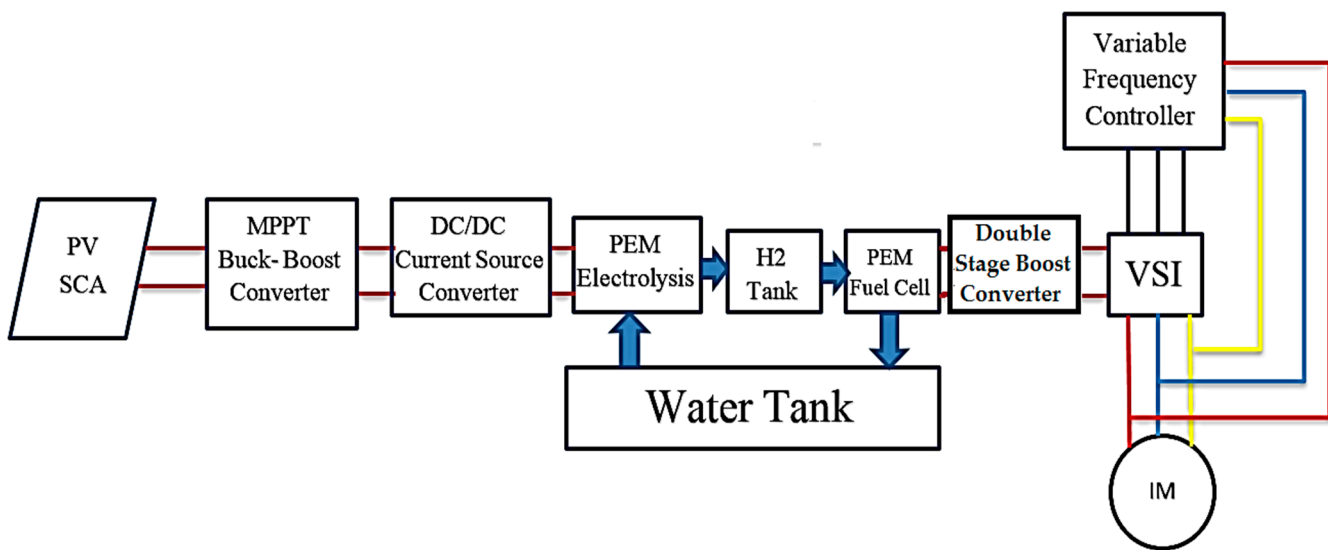 PV
SCA
MPPT
Buck- Boost
Converter
DC/DC
Current Source
Converter
PEM
Electrolysis
H2
Tank
PEM
Fuel Cell
Double
Stage Boost
Converter
VSI
Variable
Frequency
Controller
Water Tank
IM